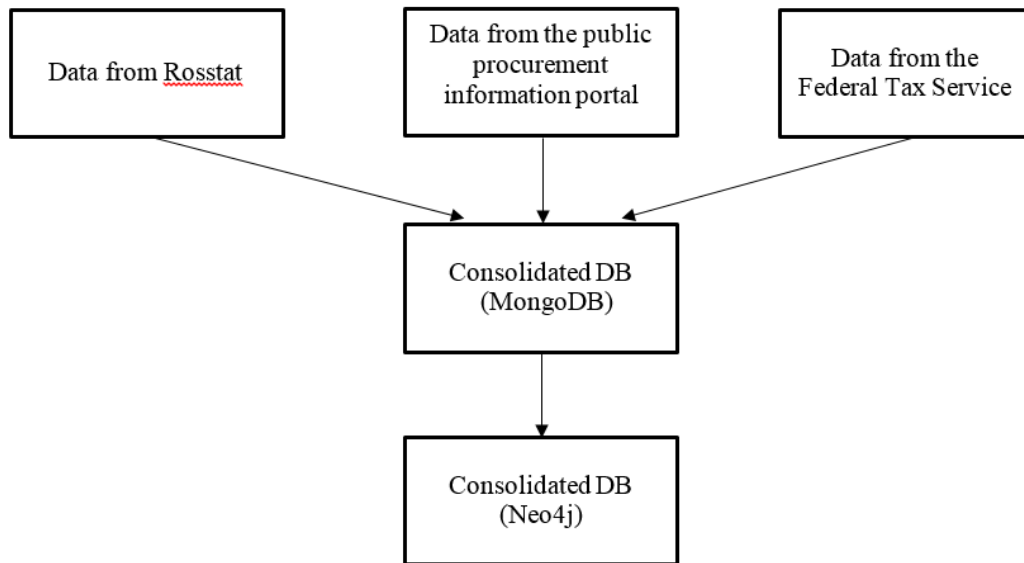 Data from Rosstat
Data from the public
procurement
information portal
Data from the
Federal Tax Service
Consolidated DB
(MongoDB)
Consolidated DB
(Neo4j)